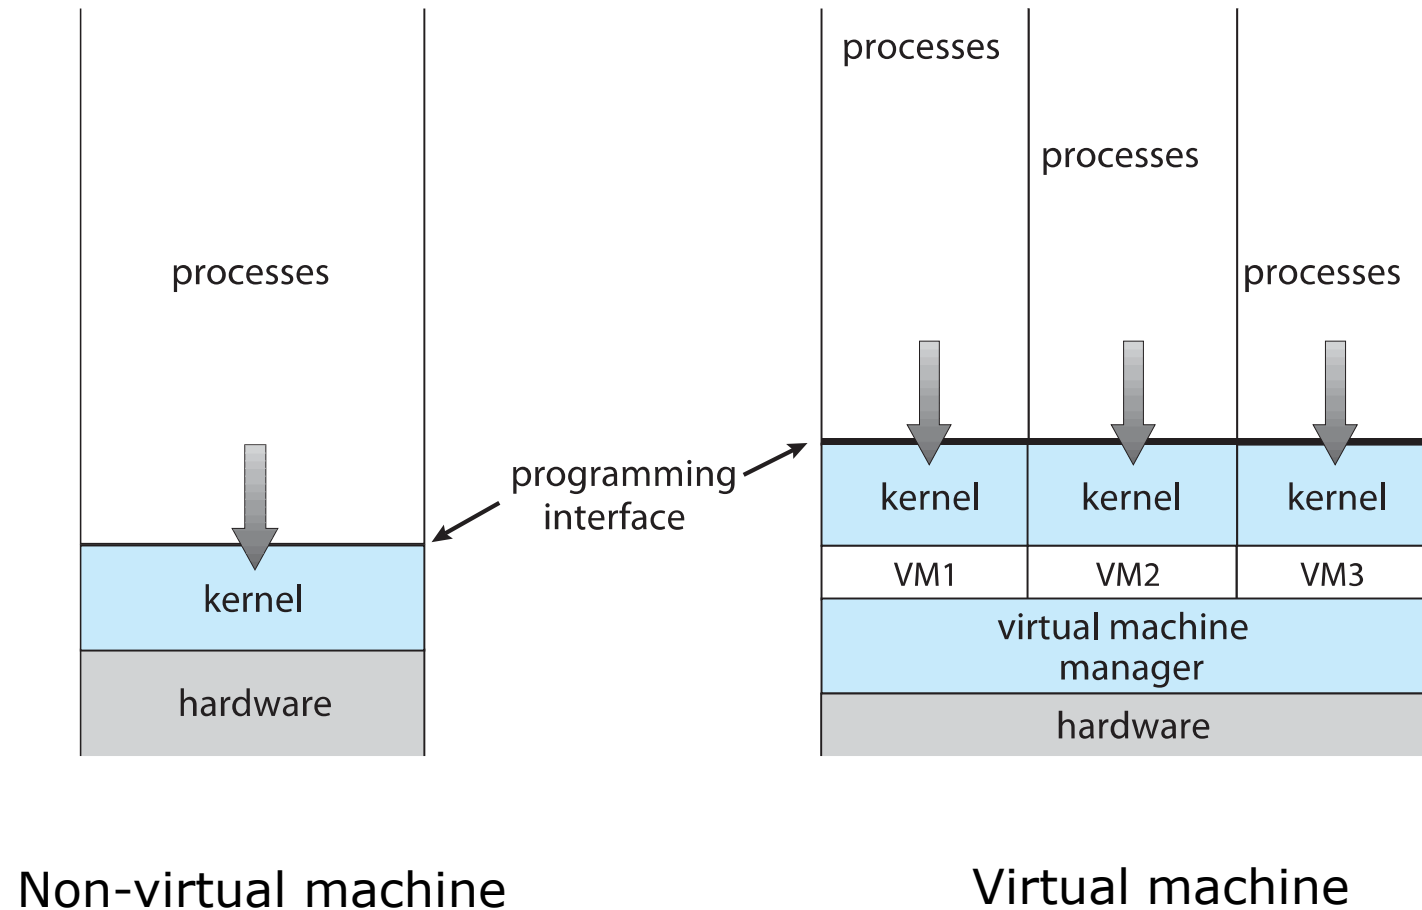 processes
kernel
hardware
programming
interface
processes
processes
processes
kernel
kernel
kernel
VM1
VM2
VM3
virtual machine
manager
hardware
Non-virtual machine
Virtual machine